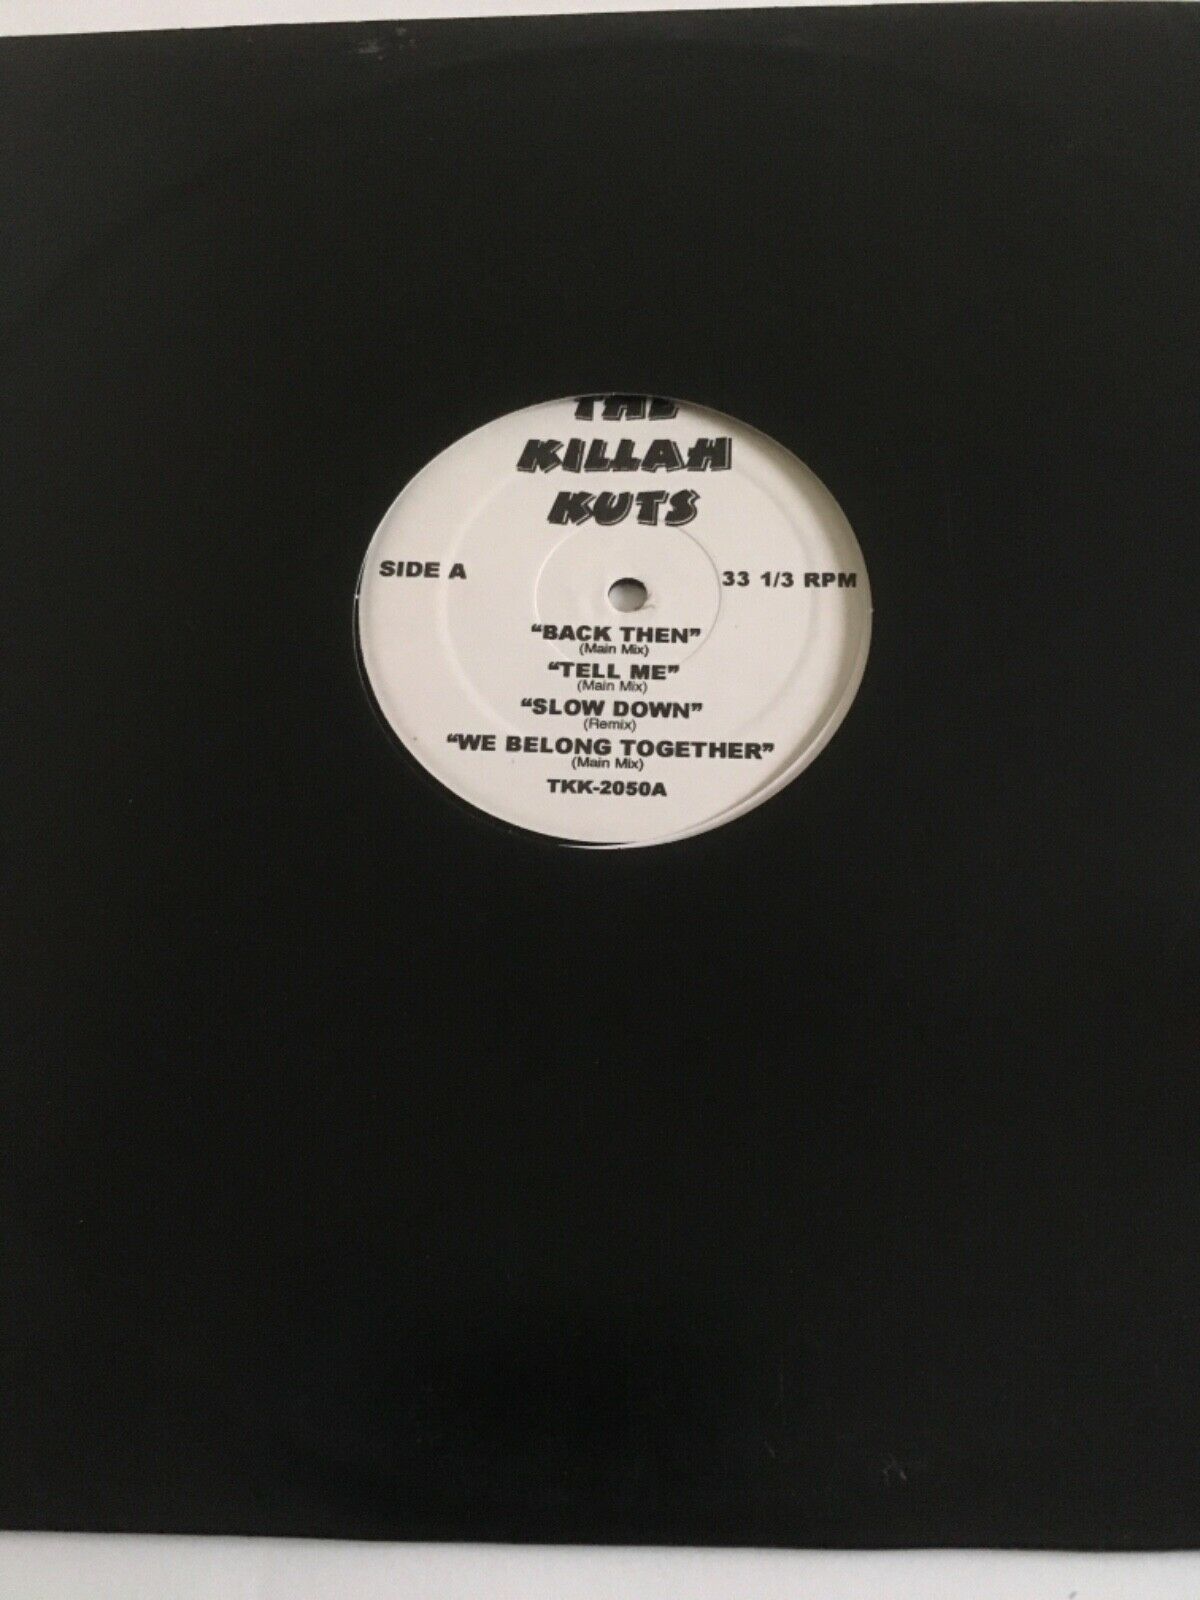 THE
KILLAH
KUTS
SIDE A
33 1/3 RPM
“BACK THEN”
(Main Mix)
“TELL ME”
(Main Mix)
“SLOW DOWN”
(Remix)
“WE BELONG TOGETHER”
(Main Mix)
TKK-2050A